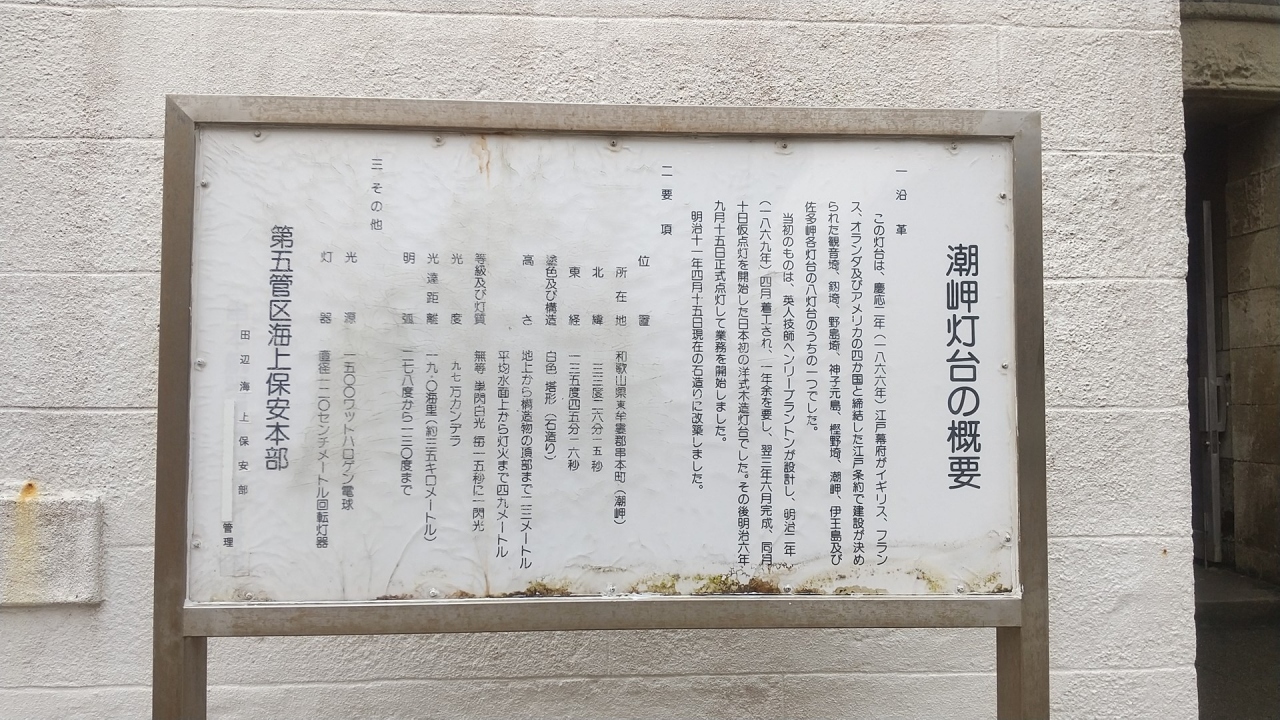 潮岬灯台の概要
一 沿革
この灯台は、慶応二年（一八六六年）江戸幕府がイギリス、フラン
ス、オランダ及びアメリカの四か国と締結した江戸条約で建設が決め
られた観音埼、剱埼、野島埼、神子元島、樫野埼、潮岬、伊王島及び
佐多岬各灯台の八灯台のうちの一つでした。
当初のものは、英人技師ヘンリーブラントンが設計し、明治二年
（一八六九年）四月着工され、一年余を要し、翌三年六月完成、同月
十日仮点灯を開始した日本初の洋式木造灯台でした。その後明治六年
九月十五日正式点灯して業務を開始しました。
明治十一年四月十五日現在の石造りに改築しました。
二 要項
位置
所在地 和歌山県東牟婁郡串本町（潮岬）
北緯 三三度二六分一五秒
東経 一三五度四五分一六秒
塗色及び構造 白色 塔形（石造り）
高さ 地上から構造物の頂部まで二三メートル
平均水面上から灯火まで四九メートル
等級及び灯質 無等 単閃白光 毎一五秒に一閃光
光度 九七万カンデラ
光達距離 一九・〇海里（約三五キロメートル）
明弧 二七八度から一三〇度まで
三 その他
光源 一五〇〇ワットハロゲン電球
灯器 直径一二〇センチメートル回転灯器
第五管区海上保安本部
田辺海上保安部
管理